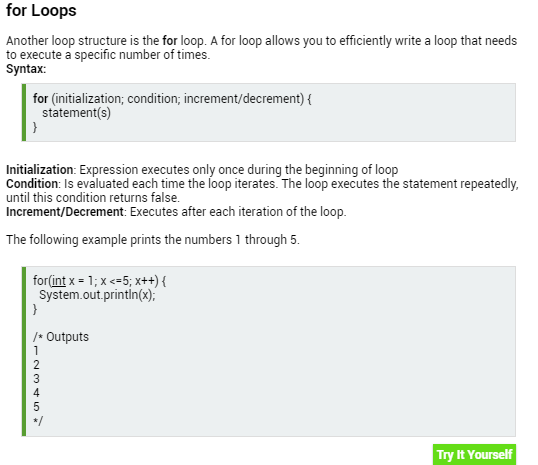 for Loops
Another loop structure is the for loop. A for loop allows you to efficiently write a loop that needs
to execute a specific number of times.
Syntax:
for (initialization; condition; increment/decrement) {
statement(s)
}
Initialization: Expression executes only once during the beginning of loop
Condition: Is evaluated each time the loop iterates. The loop executes the statement repeatedly,
until this condition returns false.
Increment/Decrement: Executes after each iteration of the loop.
The following example prints the numbers 1 through 5.
for(int x = 1; x <=5; x++) {
System.out.println(x);
}
/* Outputs
1
2
3
4
5
*/
Try It Yourself